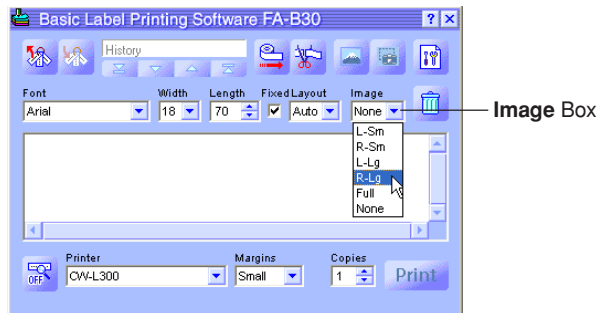 Basic Label Printing Software FA-B30
History
Font Width Length Fixed Layout Image
Arial 18 70 Auto None
Image Box
L-Sm
R-Sm
L-Lg
R-Lg
Full
None
Printer Margins Copies
OFF CW-L300 Small 1 Print